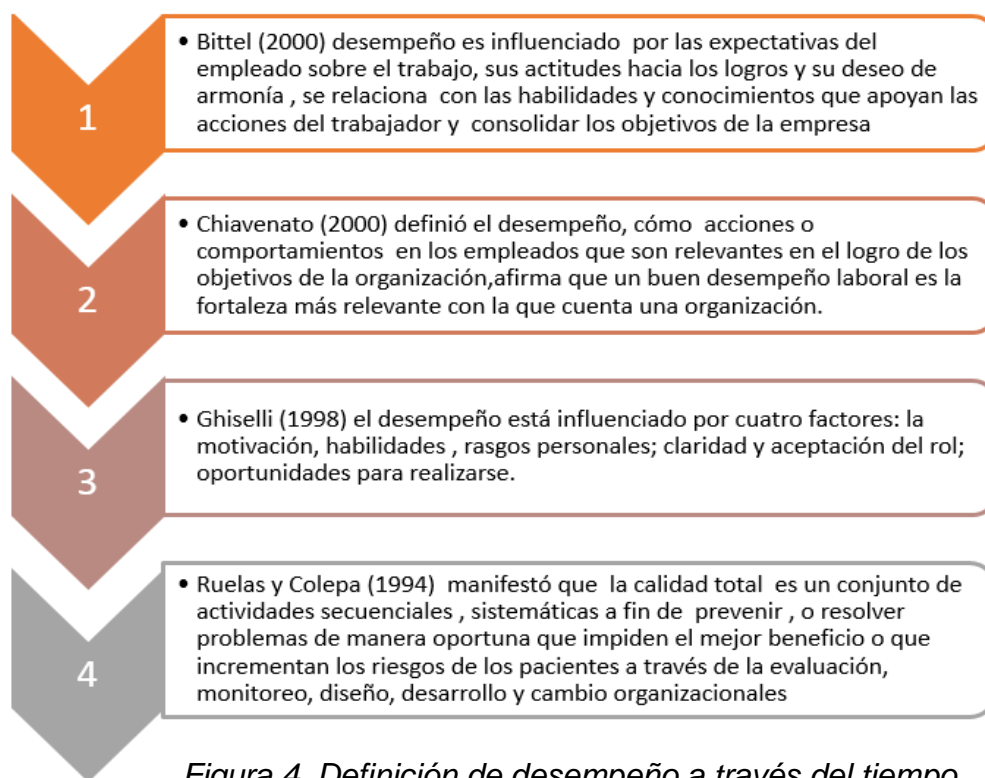 1
• Bittel (2000) desempeño es influenciado  por las expectativas del
empleado sobre el trabajo, sus actitudes hacia los logros y su deseo de
armonía , se relaciona  con las habilidades y conocimientos que apoyan las
acciones del trabajador y  consolidar los objetivos de la empresa
2
• Chiavenato (2000) definió el desempeño, cómo  acciones o
comportamientos  en los empleados que son relevantes en el logro de los
objetivos de la organización,afirma que un buen desempeño laboral es la
fortaleza más relevante con la que cuenta una organización.
3
• Ghiselli (1998) el desempeño está influenciado por cuatro factores: la
motivación, habilidades , rasgos personales; claridad y aceptación del rol;
oportunidades para realizarse.
4
• Ruelas y Colepa (1994)  manifestó que  la calidad total  es un conjunto de
actividades secuenciales , sistemáticas a fin de  prevenir , o resolver
problemas de manera oportuna que impiden el mejor beneficio o que
incrementan los riesgos de los pacientes a través de la evaluación,
monitoreo, diseño, desarrollo y cambio organizacionales
Figura 4. Definición de desempeño a través del tiempo